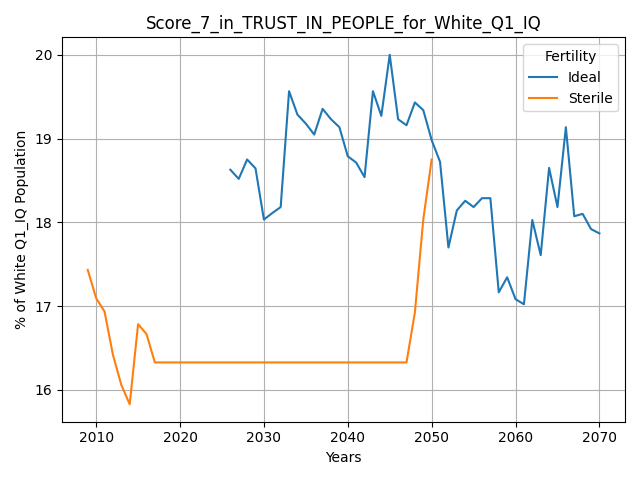 Score_7_in_TRUST_IN_PEOPLE_for_White_Q1_IQ
Fertility
Ideal
Sterile
% of White Q1_IQ Population
20
19
18
17
16
2010 2020 2030 2040 2050 2060 2070
Years